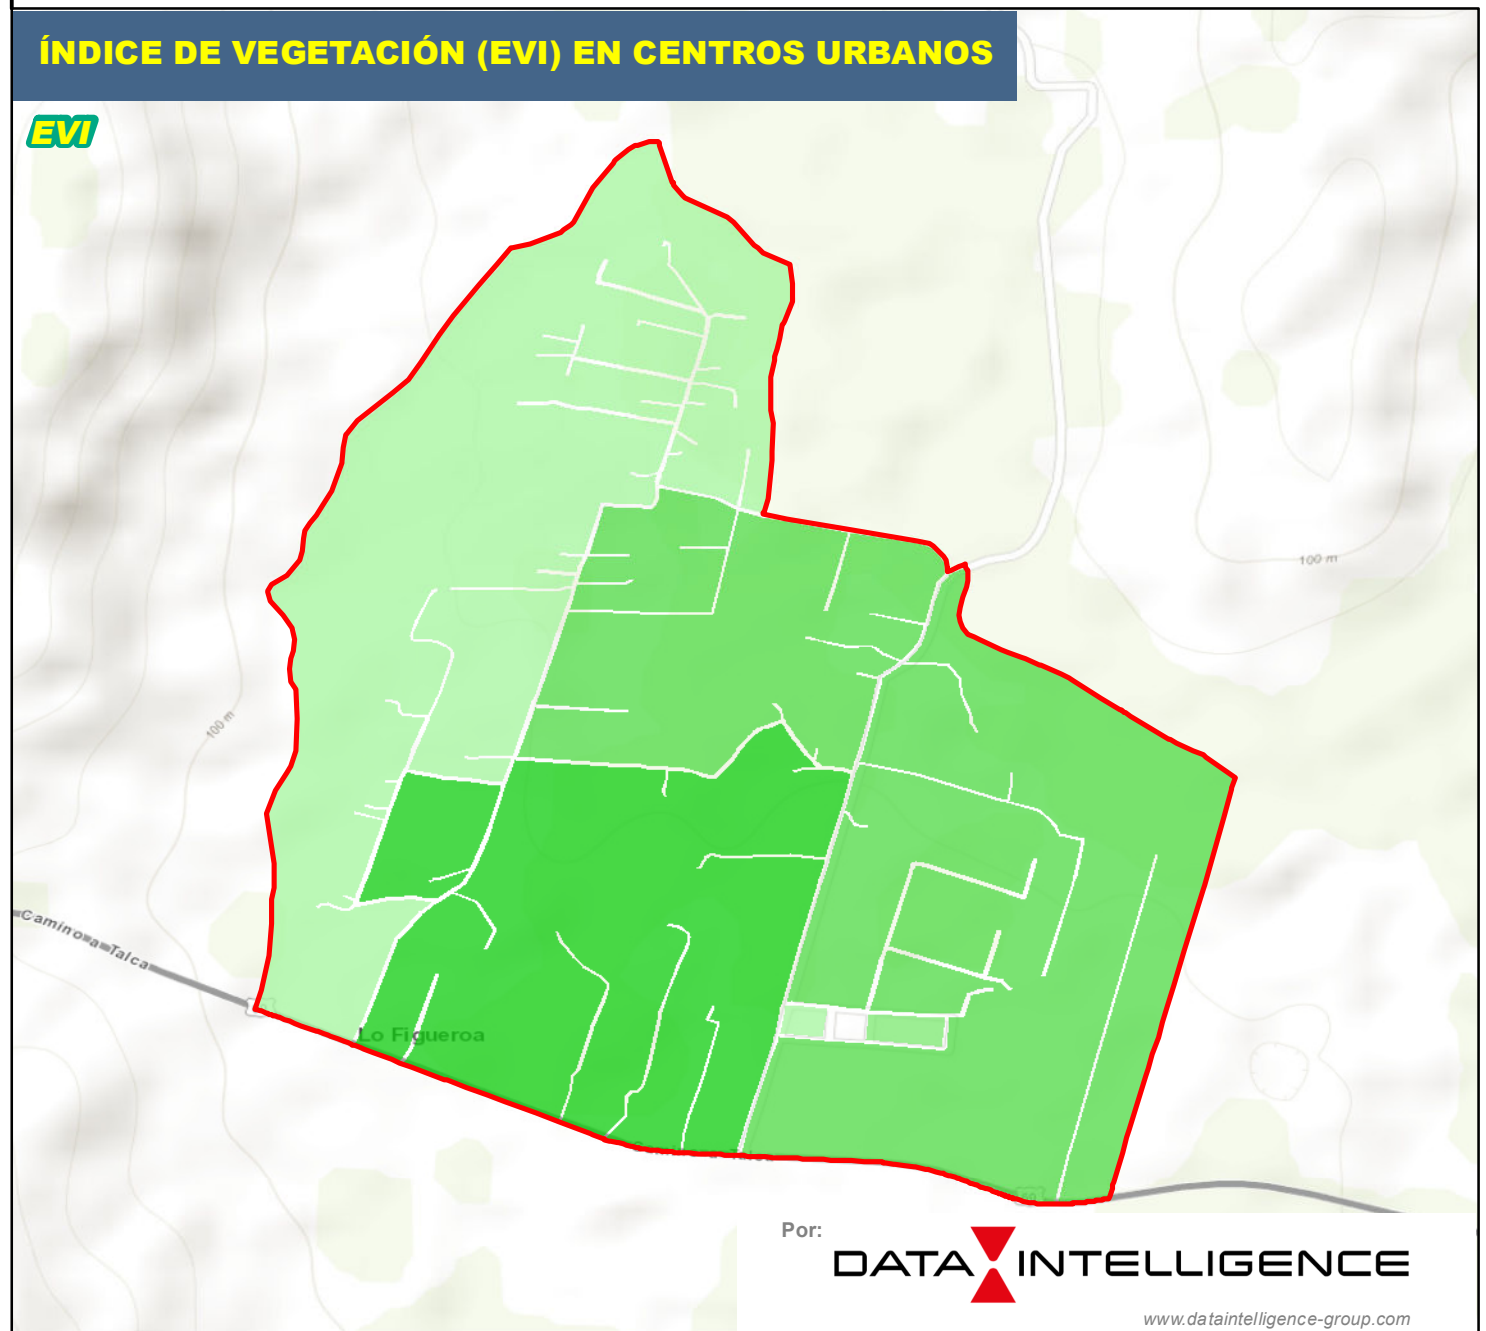 ÍNDICE DE VEGETACIÓN (EVI) EN CENTROS URBANOS
EVI
100 m
100 m
Camino a Talca
Lo Figueroa
60
Por:
DATA INTELLIGENCE
www.dataintelligence-group.com